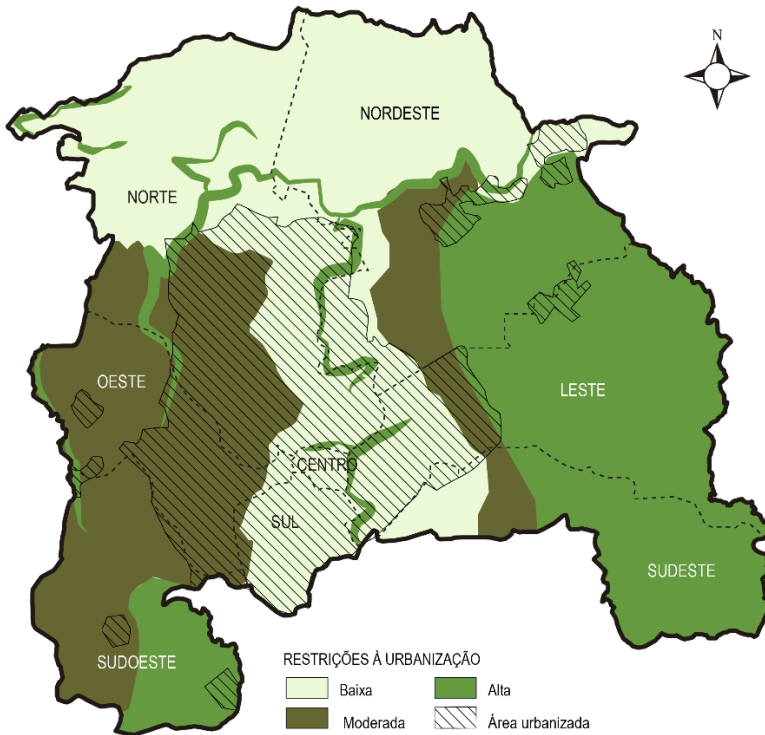 N
NORDESTE
NORTE
OESTE
LESTE
CENTRO
SUL
SUDESTE
SUDOESTE
RESTRIÇÕES À URBANIZAÇÃO
Baixa
Alta
Moderada
Área urbanizada